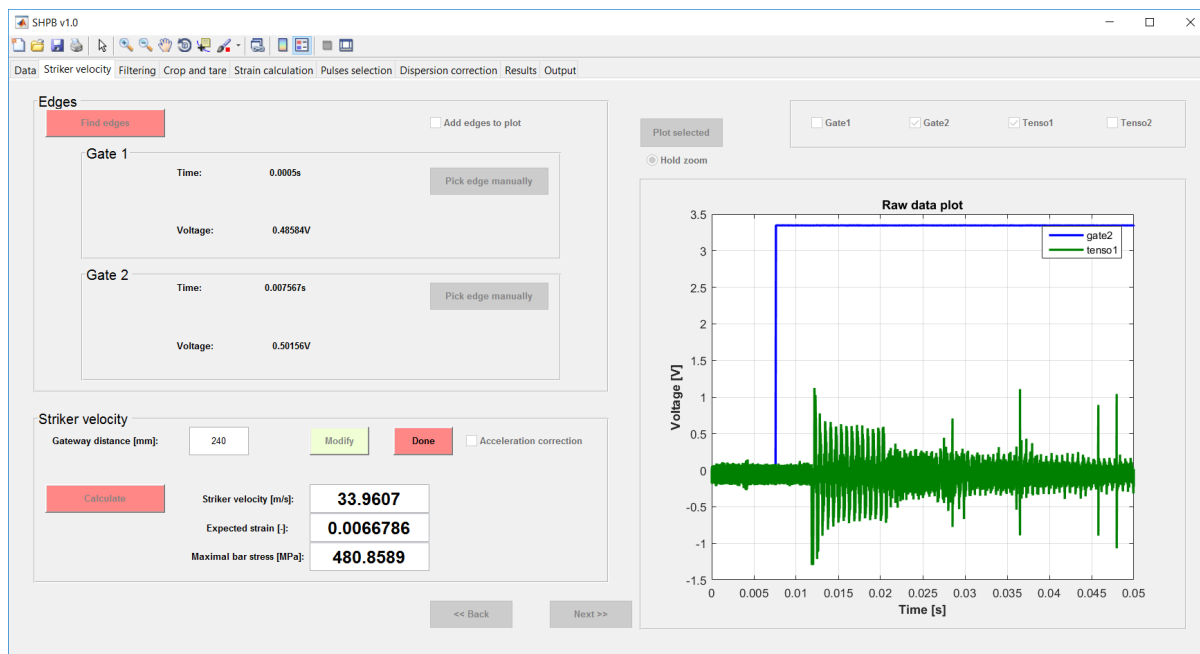 SHPB v1.0
Data Striker velocity Filtering Crop and tare Strain calculation Pulses selection Dispersion correction Results Output
Edges
Find edges
Add edges to plot
Gate 1
Time: 0.0005s
Pick edge manually
Voltage: 0.48584V
Gate 2
Time: 0.007567s
Pick edge manually
Voltage: 0.50156V
Striker velocity
Gateway distance [mm]: 240 Modify Done Acceleration correction
Calculate
Striker velocity [m/s]: 33.9607
Expected strain [-]: 0.0066786
Maximal bar stress [MPa]: 480.8589
<< Back Next >>
Plot selected
Gate1 Gate2 Tenso1 Tenso2
Hold zoom
Raw data plot
gate2
tenso1
Voltage [V]
3.5
3
2.5
2
1.5
1
0.5
0
-0.5
-1
-1.5
0 0.005 0.01 0.015 0.02 0.025 0.03 0.035 0.04 0.045 0.05
Time [s]